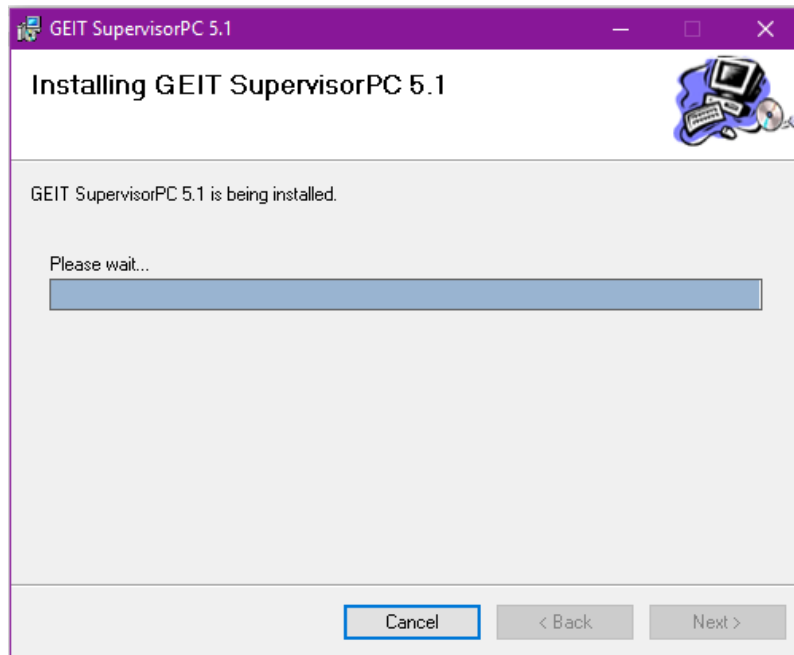 GEIT SupervisorPC 5.1
Installing GEIT SupervisorPC 5.1
GEIT SupervisorPC 5.1 is being installed.
Please wait...
Cancel
< Back
Next >